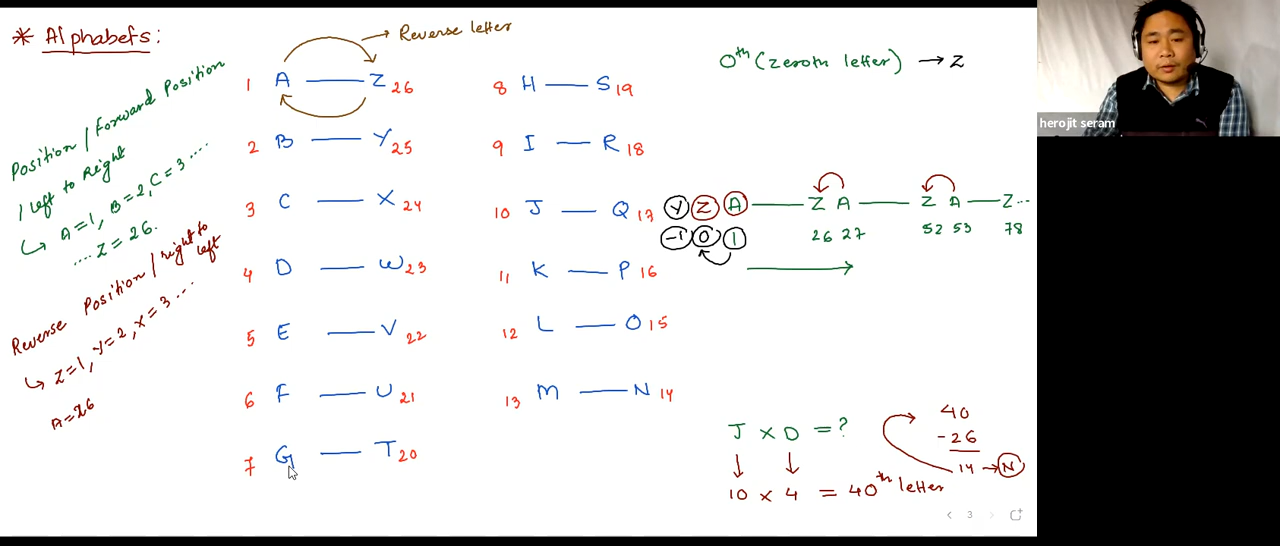 * Alphabets:
Position / Forward Position
/ left to Right
↳ A=1, B=2, C=3 ....
.... Z=26.
Reverse Position / right to left
↳ Z=1, Y=2, X=3 ...
A=26
→ Reverse letter
1 A — Z 26
2 B — Y 25
3 C — X 24
4 D — W 23
5 E — V 22
6 F — U 21
7 G — T 20
8 H — S 19
9 I — R 18
10 J — Q 17
11 K — P 16
12 L — O 15
13 M — N 14
0th (zeroth letter) → Z
herojit seram
Y Z A — Z A — Z A — Z...
-1 0 1 26 27 52 53 78
J × D = ?
10 × 4 = 40th letter
40
-26
14 → N
3